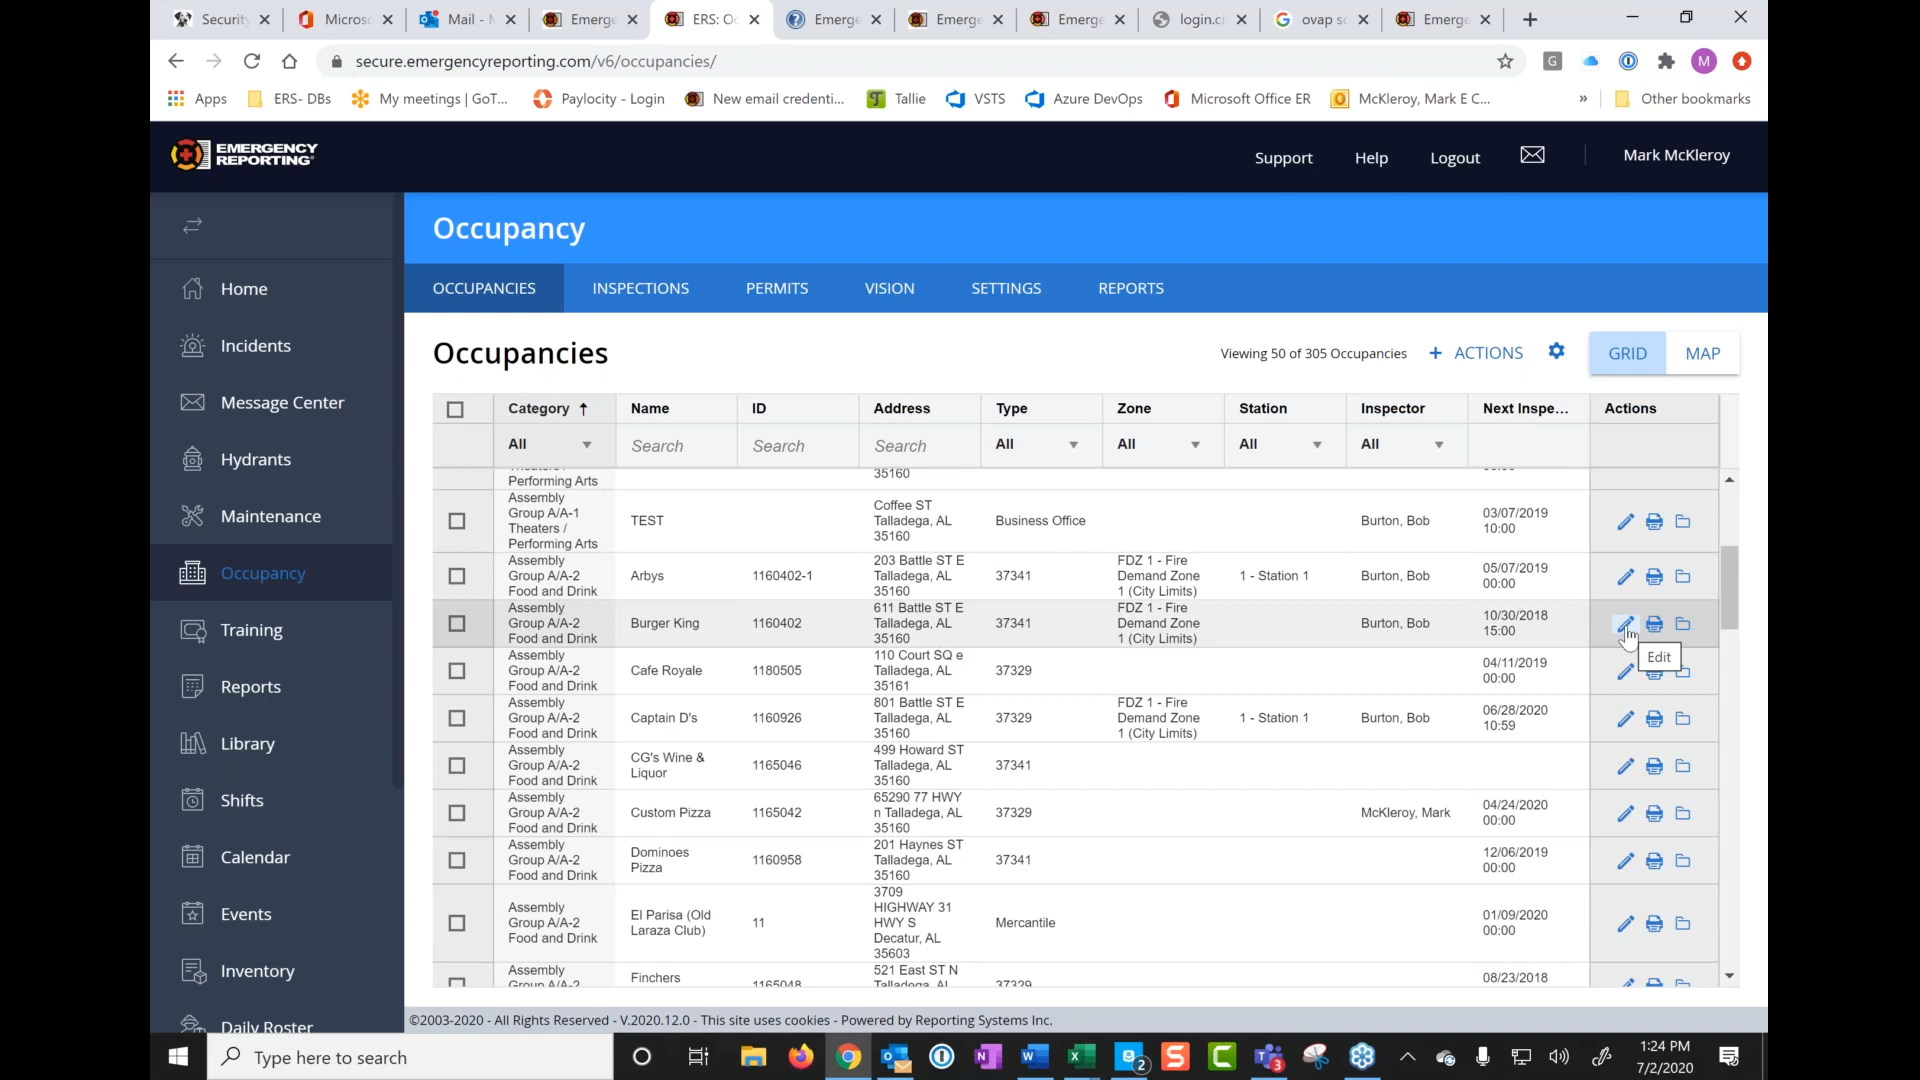 Security
Micros
Mail - M
Emerge
ERS: Oc
Emerge
Emerge
Emerge
login.ci
ovap sc
Emerge
secure.emergencyreporting.com/v6/occupancies/
G
M
Apps
ERS- DBs
My meetings | GoT...
Paylocity - Login
New email credenti...
Tallie
VSTS
Azure DevOps
Microsoft Office ER
McKleroy, Mark E C...
»
Other bookmarks
EMERGENCY
REPORTING
Support
Help
Logout
Mark McKleroy
Home
Incidents
Message Center
Hydrants
Maintenance
Occupancy
Training
Reports
Library
Shifts
Calendar
Events
Inventory
Daily Roster
Occupancy
OCCUPANCIES
INSPECTIONS
PERMITS
VISION
SETTINGS
REPORTS
Occupancies
Viewing 50 of 305 Occupancies
+ ACTIONS
GRID
MAP
Category ↑
Name
ID
Address
Type
Zone
Station
Inspector
Next Inspe...
Actions
All
Search
Search
Search
All
All
All
All
Performing Arts
35160
Assembly
Group A/A-1
Theaters /
Performing Arts
TEST
Coffee ST
Talladega, AL
35160
Business Office
Burton, Bob
03/07/2019
10:00
Assembly
Group A/A-2
Food and Drink
Arbys
1160402-1
203 Battle ST E
Talladega, AL
35160
37341
FDZ 1 - Fire
Demand Zone
1 (City Limits)
1 - Station 1
Burton, Bob
05/07/2019
00:00
Assembly
Group A/A-2
Food and Drink
Burger King
1160402
611 Battle ST E
Talladega, AL
35160
37341
FDZ 1 - Fire
Demand Zone
1 (City Limits)
Burton, Bob
10/30/2018
15:00
Edit
Assembly
Group A/A-2
Food and Drink
Cafe Royale
1180505
110 Court SQ e
Talladega, AL
35161
37329
04/11/2019
00:00
Assembly
Group A/A-2
Food and Drink
Captain D's
1160926
801 Battle ST E
Talladega, AL
35160
37329
FDZ 1 - Fire
Demand Zone
1 (City Limits)
1 - Station 1
Burton, Bob
06/28/2020
10:59
Assembly
Group A/A-2
Food and Drink
CG's Wine &
Liquor
1165046
499 Howard ST
Talladega, AL
35160
37341
Assembly
Group A/A-2
Food and Drink
Custom Pizza
1165042
65290 77 HWY
n Talladega, AL
35160
37329
McKleroy, Mark
04/24/2020
00:00
Assembly
Group A/A-2
Food and Drink
Dominoes
Pizza
1160958
201 Haynes ST
Talladega, AL
35160
37341
12/06/2019
00:00
Assembly
Group A/A-2
Food and Drink
El Parisa (Old
Laraza Club)
11
3709
HIGHWAY 31
HWY S
Decatur, AL
35603
Mercantile
01/09/2020
00:00
Assembly
Group A/A-2
Finchers
1165048
521 East ST N
Talladega, AL
37329
08/23/2018
©2003-2020 - All Rights Reserved - V.2020.12.0 - This site uses cookies - Powered by Reporting Systems Inc.
Type here to search
2
3
1:24 PM
7/2/2020